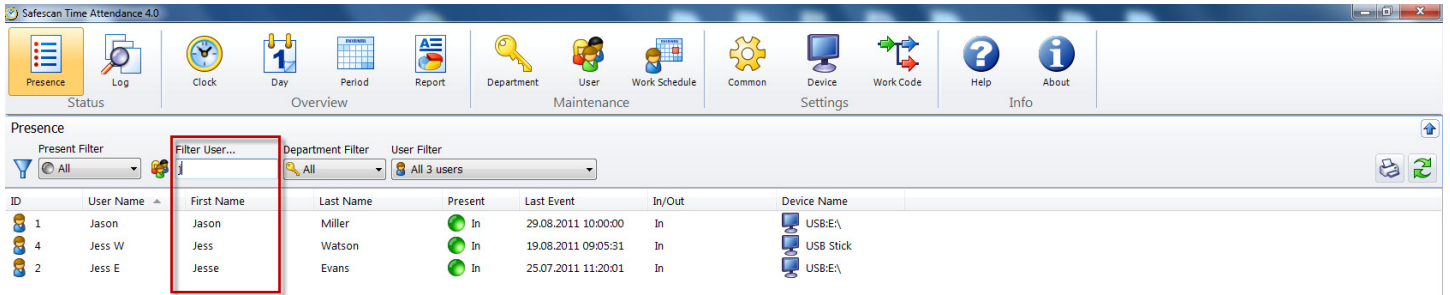 Safescan Time Attendance 4.0
Presence Log Clock Day Period Report Department User Work Schedule Common Device Work Code Help About
Status Overview Maintenance Settings Info
Presence
Present Filter Filter User... Department Filter User Filter
All j All All 3 users
ID User Name First Name Last Name Present Last Event In/Out Device Name
1 Jason Jason Miller In 29.08.2011 10:00:00 In USB:E:\
4 Jess W Jess Watson In 19.08.2011 09:05:31 In USB Stick
2 Jess E Jesse Evans In 25.07.2011 11:20:01 In USB:E:\